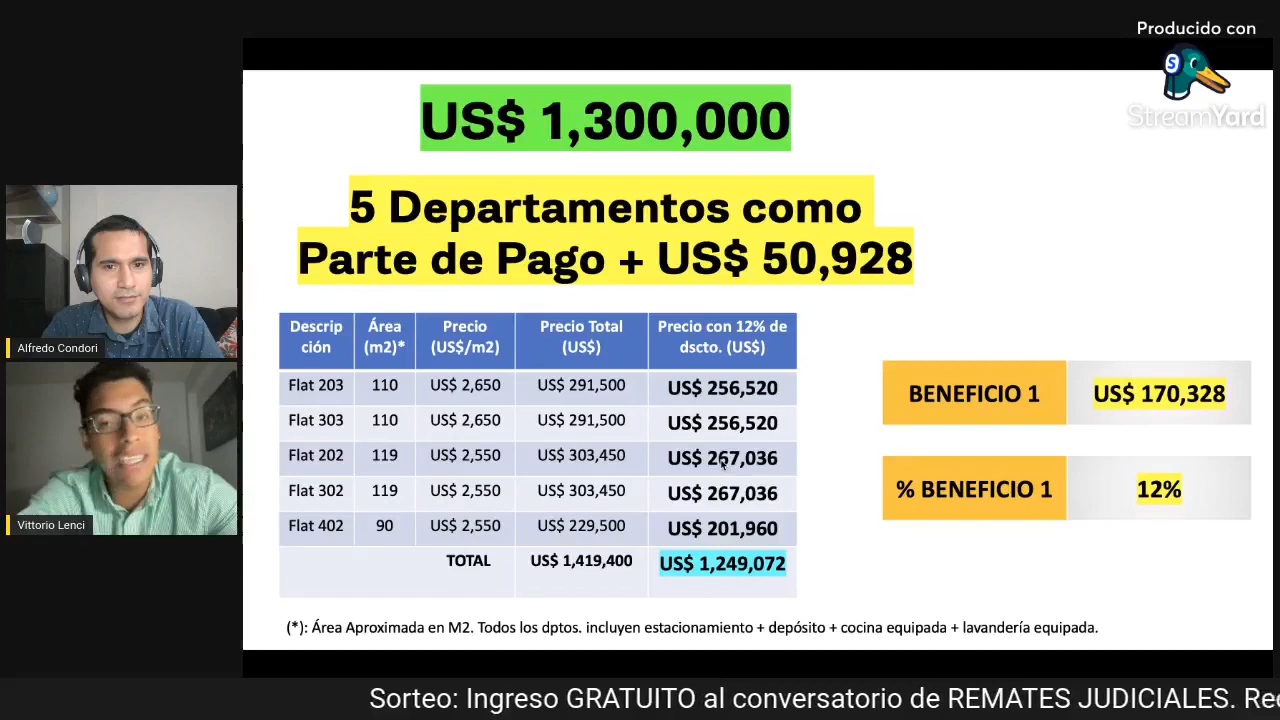 Producido con
S
StreamYard
US$ 1,300,000
5 Departamentos como
Parte de Pago + US$ 50,928
Descrip
ción
Área
(m2)*
Precio
(US$/m2)
Precio Total
(US$)
Precio con 12% de
dscto. (US$)
Flat 203 110 US$ 2,650 US$ 291,500 US$ 256,520
Flat 303 110 US$ 2,650 US$ 291,500 US$ 256,520
Flat 202 119 US$ 2,550 US$ 303,450 US$ 267,036
Flat 302 119 US$ 2,550 US$ 303,450 US$ 267,036
Flat 402 90 US$ 2,550 US$ 229,500 US$ 201,960
TOTAL US$ 1,419,400 US$ 1,249,072
BENEFICIO 1 US$ 170,328
% BENEFICIO 1 12%
(*): Área Aproximada en M2. Todos los dptos. incluyen estacionamiento + depósito + cocina equipada + lavandería equipada.
Alfredo Condori
Vittorio Lenci
Sorteo: Ingreso GRATUITO al conversatorio de REMATES JUDICIALES.